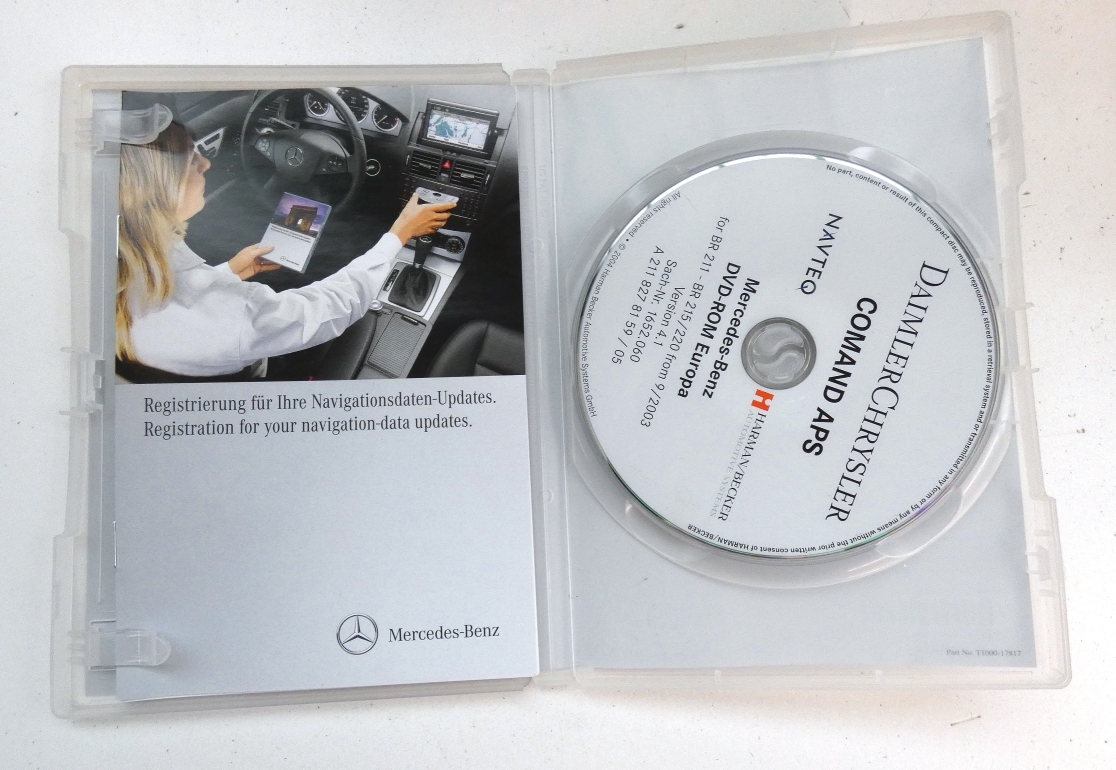 Registrierung für Ihre Navigationsdaten-Updates.
Registration for your navigation-data updates.
Mercedes-Benz
DAIMLERCHRYSLER
COMAND APS
NAVTEQ
HARMAN/BECKER
AUTOMOTIVE SYSTEMS
Mercedes-Benz
DVD-ROM Europa
for BR 211 - BR 215/220 from 9/2003
Version 4.1
Sach-Nr. 1652.060
A 211 827 81 59 / 05
All rights reserved • © 2004 Harman Becker Automotive Systems GmbH
No part, content or result of this compact disc may be reproduced, stored in a retrieval system and or transmitted in any form or by any means without the prior written consent of HARMAN/BECKER
Part No. T1000-17817